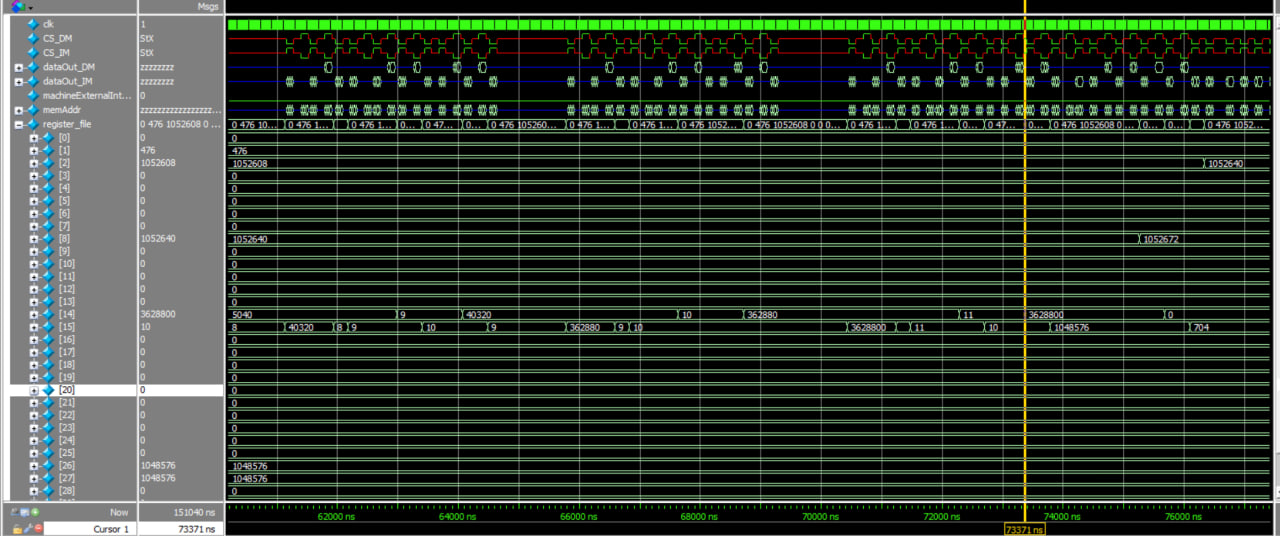 Msgs
clk 1
CS_DM StX
CS_IM StX
dataOut_DM zzzzzzzz
dataOut_IM zzzzzzzz
machineExternalInt... 0
memAddr zzzzzzzzzzzzzzzzz...
register_file 0 476 1052608 0 ... 0 476 10... 0 476 1... 0 476 1... 0... 0 47... 0... 0 476 105260... 0 476 1... 0 476 1... 0 476 1052... 0 476 1052608 0 0 0... 0 476 1... 0... 0 47... 0... 0 476 1052608 0... 0... 0... 0 476 1052...
[0] 0 0
[1] 476 476
[2] 1052608 1052608 1052640
[3] 0 0
[4] 0 0
[5] 0 0
[6] 0 0
[7] 0 0
[8] 1052640 1052640 1052672
[9] 0 0
[10] 0 0
[11] 0 0
[12] 0 0
[13] 0 0
[14] 3628800 5040 9 40320 10 362880 11 3628800 0
[15] 10 8 40320 8 9 10 9 362880 9 10 3628800 11 10 1048576 704
[16] 0 0
[17] 0 0
[18] 0 0
[19] 0 0
[20] 0 0
[21] 0 0
[22] 0 0
[23] 0 0
[24] 0 0
[25] 0 0
[26] 1048576 1048576
[27] 1048576 1048576
[28] 0 0
Now 151040 ns 62000 ns 64000 ns 66000 ns 68000 ns 70000 ns 72000 ns 74000 ns 76000 ns
Cursor 1 73371 ns 73371 ns